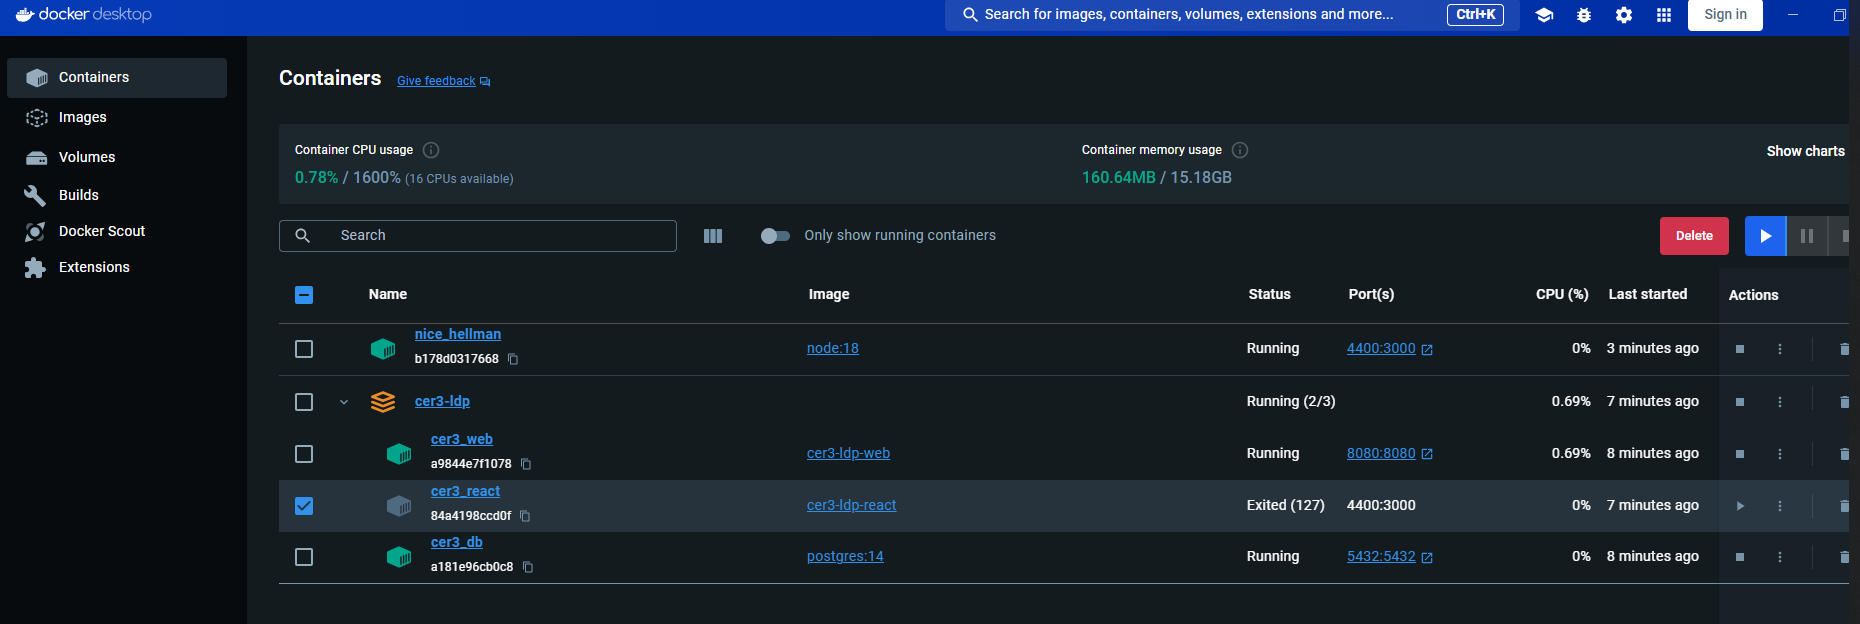 docker desktop
Search for images, containers, volumes, extensions and more...
Ctrl+K
Sign in
Containers
Images
Volumes
Builds
Docker Scout
Extensions
Containers
Give feedback
Container CPU usage
0.78% / 1600% (16 CPUs available)
Container memory usage
160.64MB / 15.18GB
Show charts
Search
Only show running containers
Delete
Name Image Status Port(s) CPU (%) Last started Actions
nice_hellman
b178d0317668
node:18 Running 4400:3000 0% 3 minutes ago
cer3-ldp Running (2/3) 0.69% 7 minutes ago
cer3_web
a9844e7f1078
cer3-ldp-web Running 8080:8080 0.69% 8 minutes ago
cer3_react
84a4198ccd0f
cer3-ldp-react Exited (127) 4400:3000 0% 7 minutes ago
cer3_db
a181e96cb0c8
postgres:14 Running 5432:5432 0% 8 minutes ago